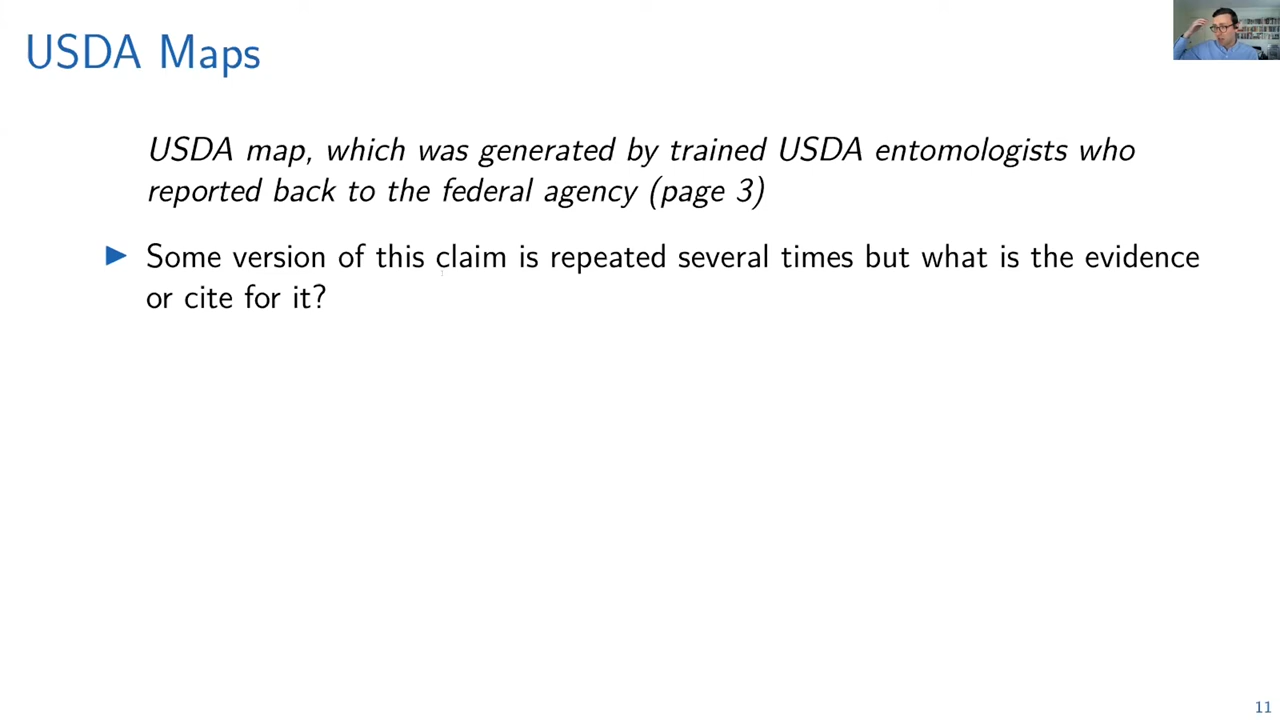 USDA Maps
USDA map, which was generated by trained USDA entomologists who
reported back to the federal agency (page 3)
Some version of this claim is repeated several times but what is the evidence
or cite for it?
11